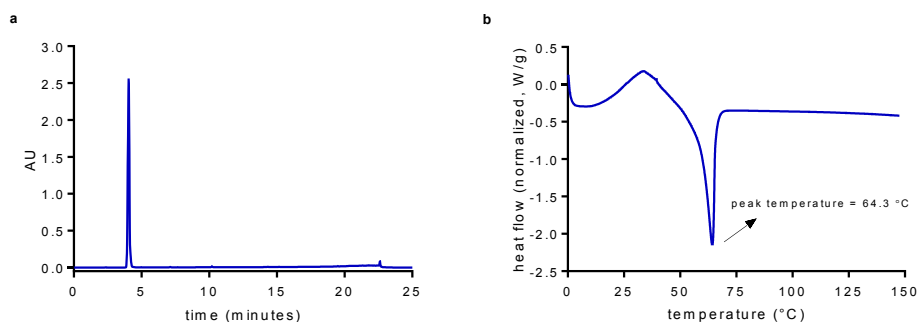 a
3.0
2.5
2.0
1.5
1.0
0.5
0.0
AU
0 5 10 15 20 25
time (minutes)
b
0.5
0.0
-0.5
-1.0
-1.5
-2.0
-2.5
heat flow (normalized, W/g)
peak temperature = 64.3 °C
0 25 50 75 100 125 150
temperature (°C)